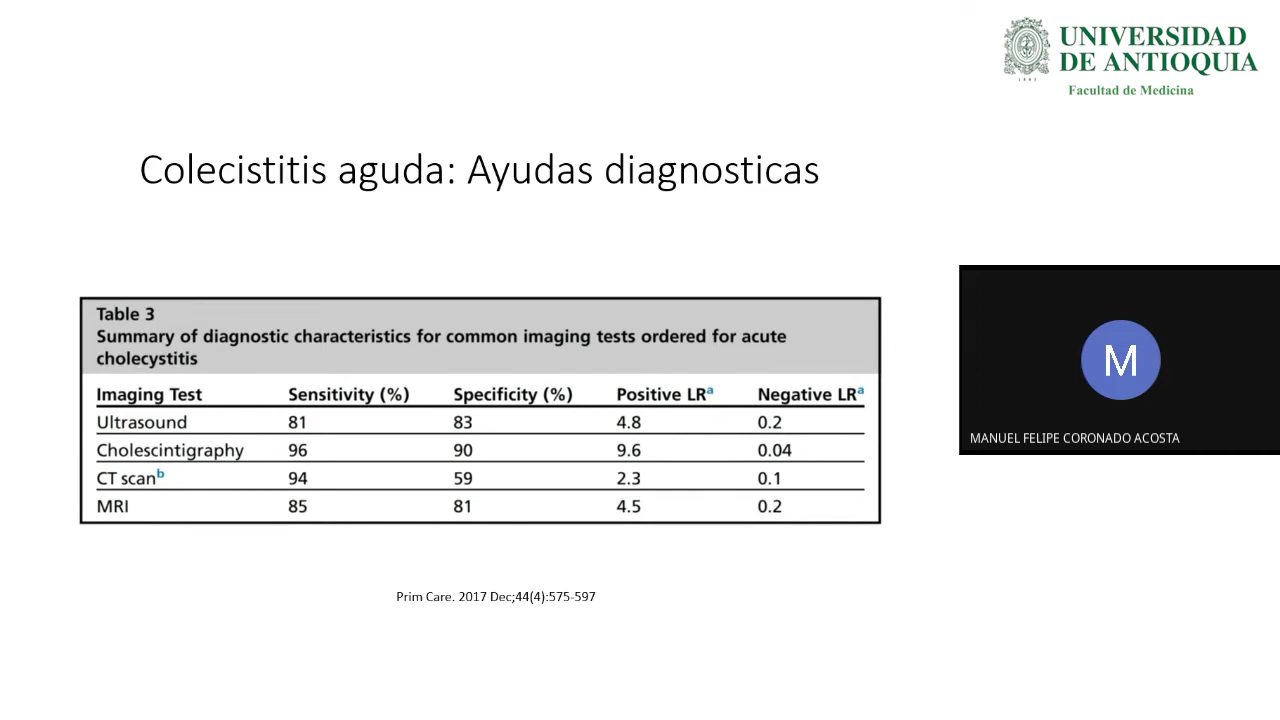 UNIVERSIDAD
DE ANTIOQUIA
1803
Facultad de Medicina
Colecistitis aguda: Ayudas diagnosticas
Table 3
Summary of diagnostic characteristics for common imaging tests ordered for acute
cholecystitis
Imaging Test Sensitivity (%) Specificity (%) Positive LRa Negative LRa
Ultrasound 81 83 4.8 0.2
Cholescintigraphy 96 90 9.6 0.04
CT scanb 94 59 2.3 0.1
MRI 85 81 4.5 0.2
M
MANUEL FELIPE CORONADO ACOSTA
Prim Care. 2017 Dec;44(4):575-597